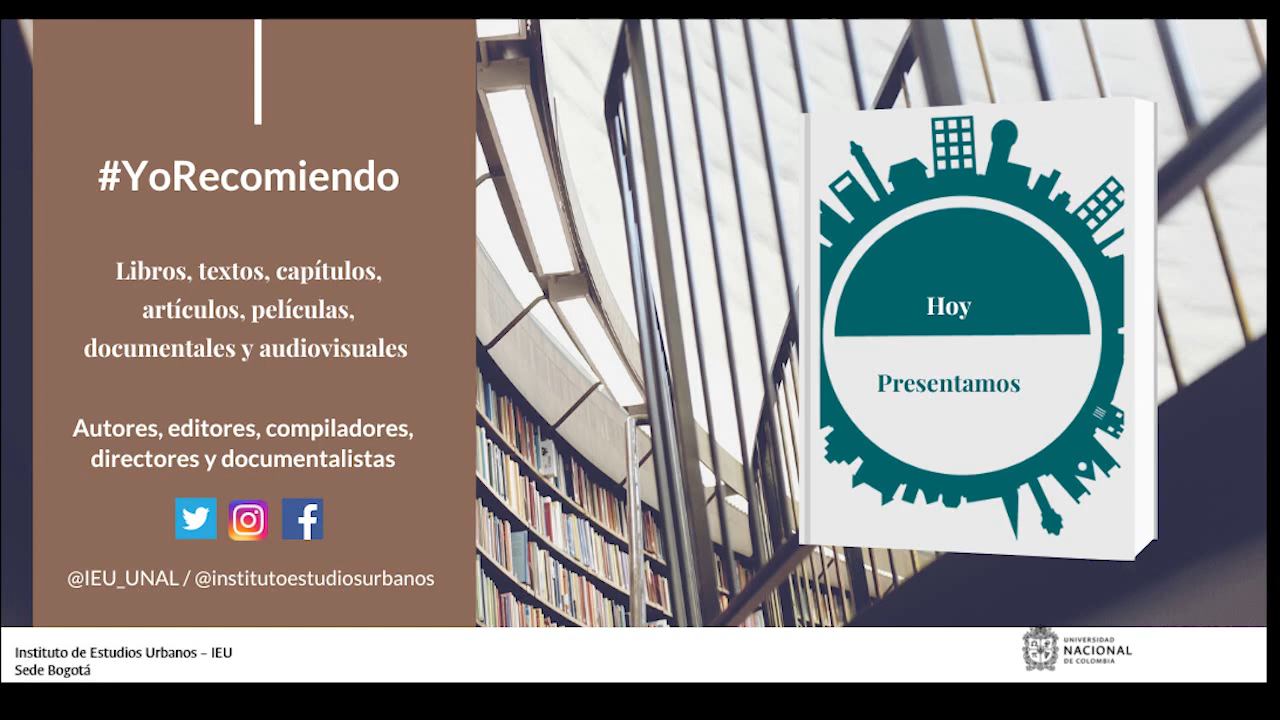 #YoRecomiendo
Libros, textos, capítulos,
artículos, películas,
documentales y audiovisuales
Autores, editores, compiladores,
directores y documentalistas
@IEU_UNAL / @institutoestudiosurbanos
Hoy
Presentamos
Instituto de Estudios Urbanos – IEU
Sede Bogotá
UNIVERSIDAD
NACIONAL
DE COLOMBIA